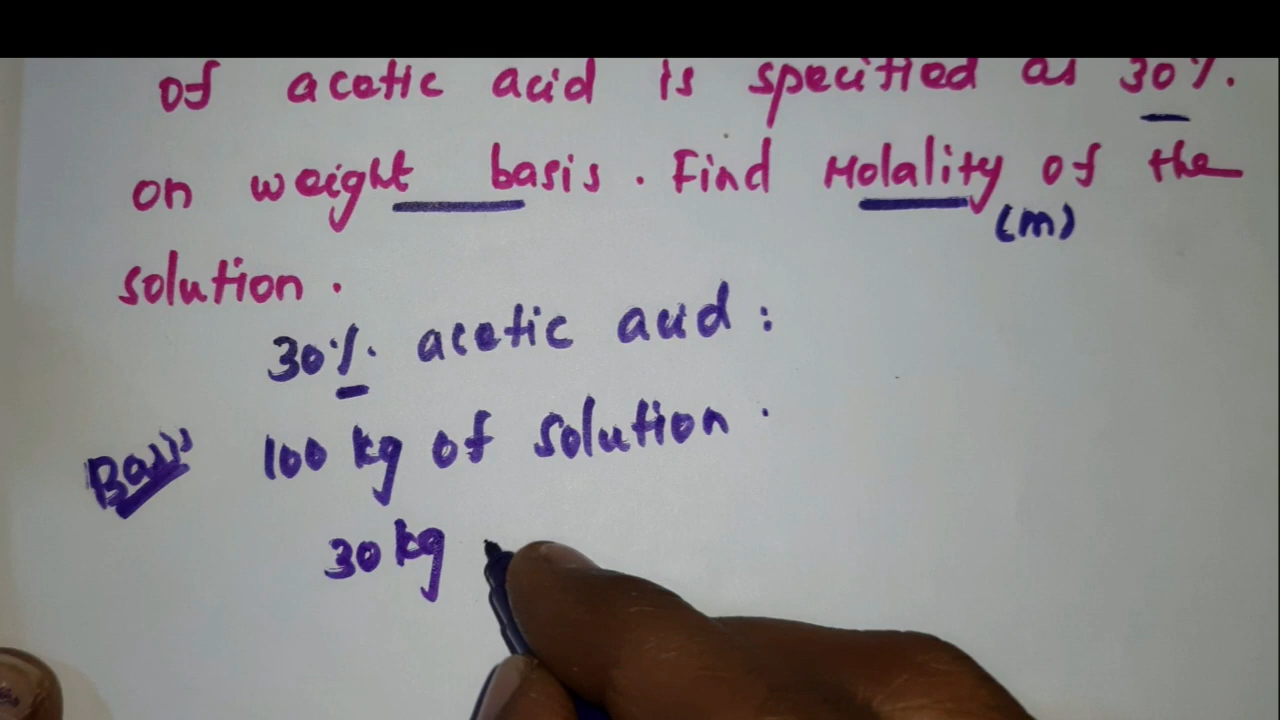 of acetic acid is specified as 30%.
on weight basis. Find Molality of the
(m)
solution.
30% acetic acid:
Basis 100 kg of solution.
30 kg